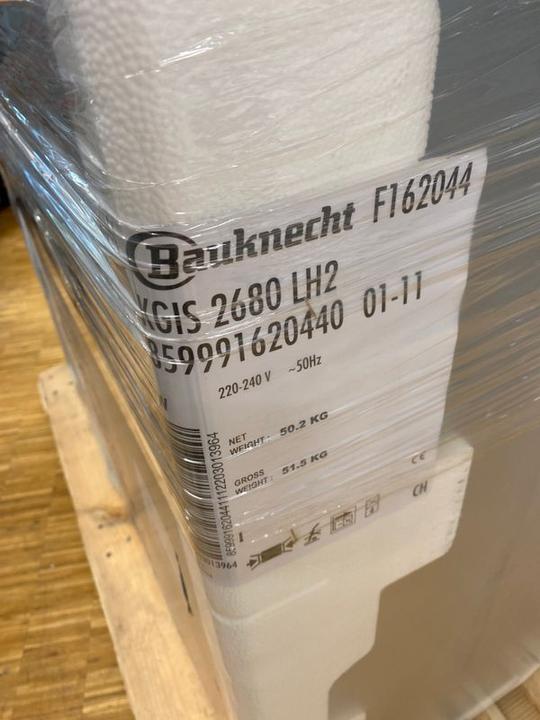 Bauknecht F162044
KGIS 2680 LH2
859991620440 01-11
220-240 V ~50Hz
NET
WEIGHT: 50.2 KG
GROSS
WEIGHT: 51.5 KG
CE
CH